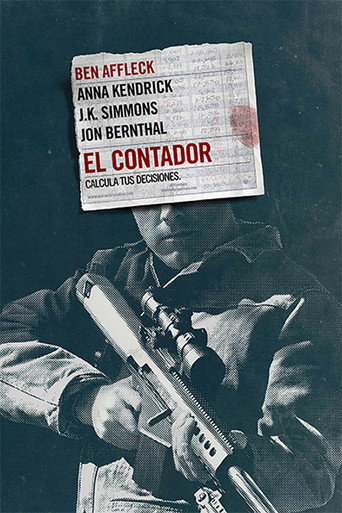 BEN AFFLECK
ANNA KENDRICK
J.K. SIMMONS
JON BERNTHAL
EL CONTADOR
CALCULA TUS DECISIONES.